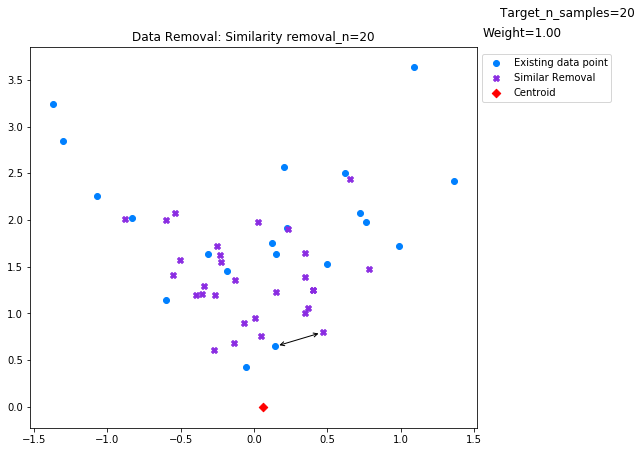 Target_n_samples=20
Weight=1.00
Data Removal: Similarity removal_n=20
Existing data point
Similar Removal
Centroid
3.5
3.0
2.5
2.0
1.5
1.0
0.5
0.0
−1.5 −1.0 −0.5 0.0 0.5 1.0 1.5